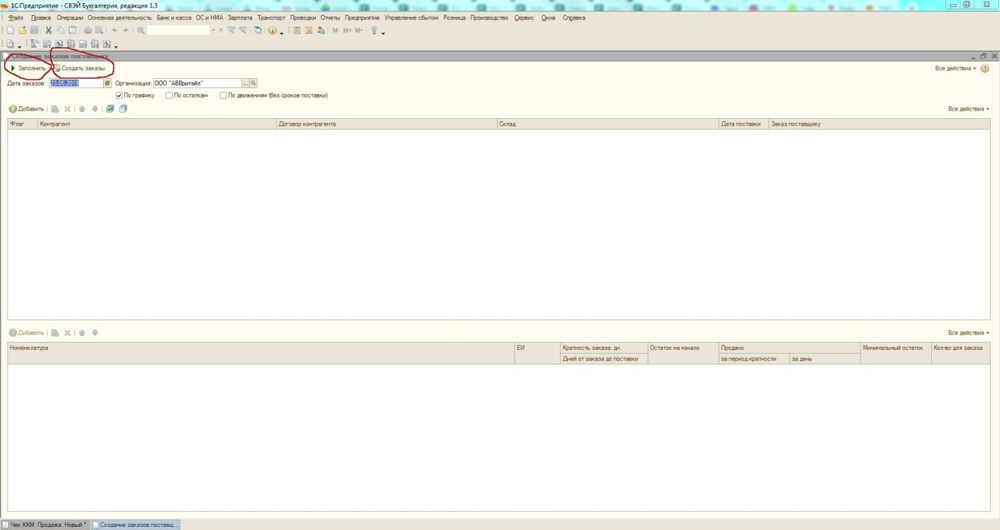 1С:Предприятие - СВЭЙ Бухгалтерия, редакция 1.3
Файл Правка Операции Основная деятельность Банк и касса ОС и НМА Зарплата Транспорт Проводки Отчеты Предприятие Управление сбытом Розница Производство Сервис Окна Справка
M M+ M-
Создание заказов поставщику
Заполнить Создать заказы Все действия
Дата заказов: 23.05.2019 Организация: ООО "АВВритэйл" ...
По графику По остаткам По движениям (без сроков поставки)
Добавить Все действия
Флаг Контрагент Договор контрагента Склад Дата поставки Заказ поставщику
Добавить Все действия
Номенклатура ЕИ Кратность заказа, дн. Остаток на начало Продано Минимальный остаток Кол-во для заказа
Дней от заказа до поставки за период кратности за день
Чек ККМ: Продажа. Новый * Создание заказов поставщ...